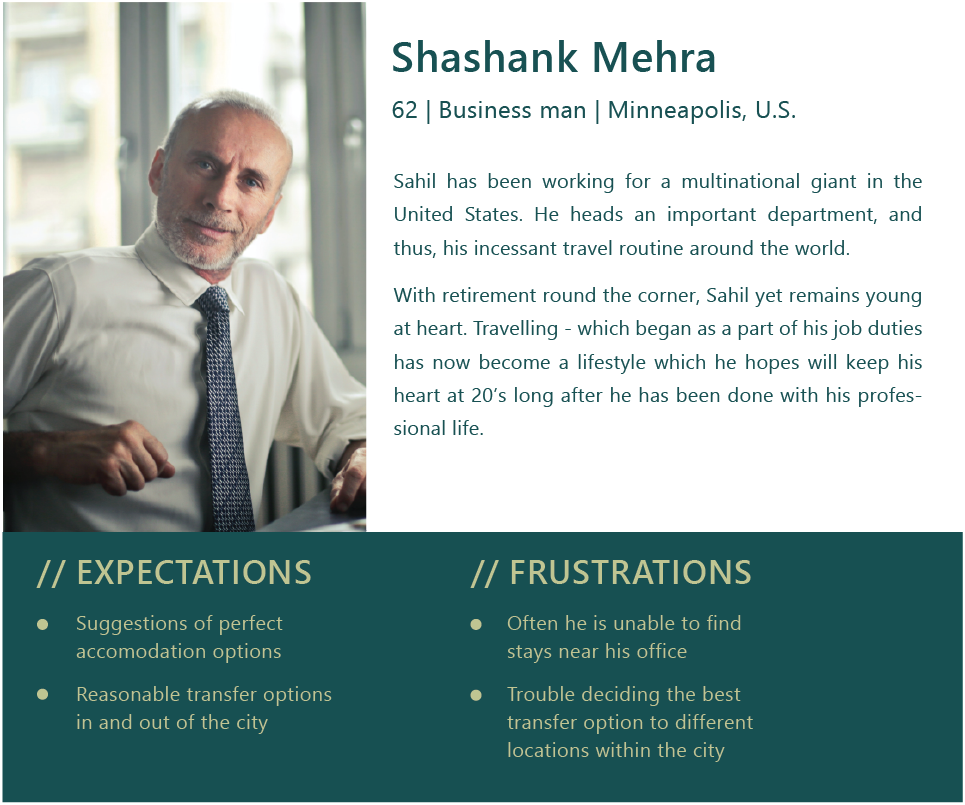 Shashank Mehra
62 | Business man | Minneapolis, U.S.
Sahil has been working for a multinational giant in the
United States. He heads an important department, and
thus, his incessant travel routine around the world.
With retirement round the corner, Sahil yet remains young
at heart. Travelling - which began as a part of his job duties
has now become a lifestyle which he hopes will keep his
heart at 20’s long after he has been done with his profes-
sional life.
// EXPECTATIONS
Suggestions of perfect
accomodation options
Reasonable transfer options
in and out of the city
// FRUSTRATIONS
Often he is unable to find
stays near his office
Trouble deciding the best
transfer option to different
locations within the city